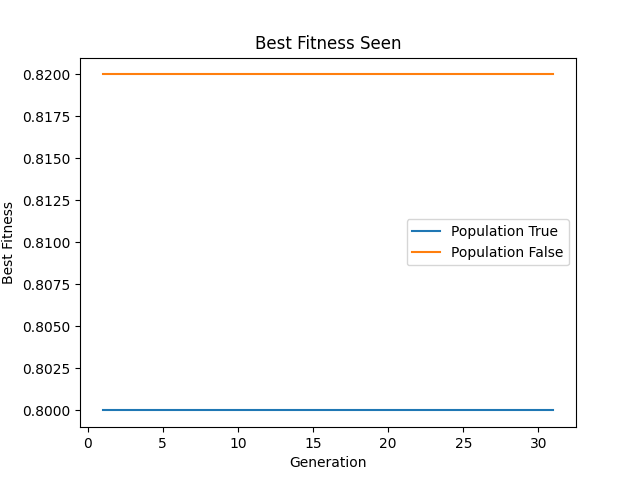 Best Fitness Seen
0.8200
0.8175
0.8150
0.8125
0.8100
0.8075
0.8050
0.8025
0.8000
Best Fitness
Population True
Population False
0 5 10 15 20 25 30
Generation